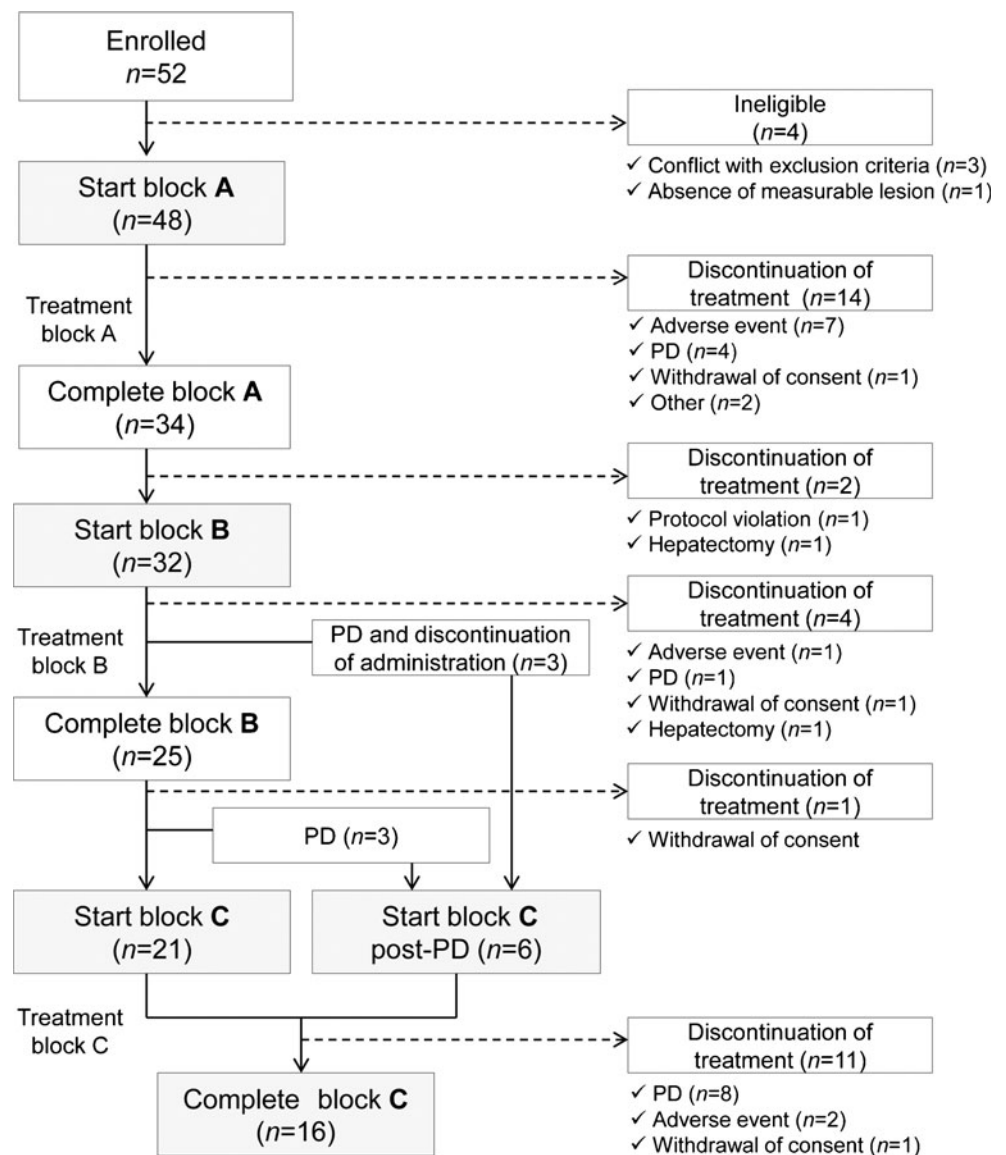 Enrolled
n=52
Ineligible
(n=4)
✓ Conflict with exclusion criteria (n=3)
✓ Absence of measurable lesion (n=1)
Start block A
(n=48)
Discontinuation of
treatment (n=14)
✓ Adverse event (n=7)
✓ PD (n=4)
✓ Withdrawal of consent (n=1)
✓ Other (n=2)
Treatment
block A
Complete block A
(n=34)
Discontinuation of
treatment (n=2)
✓ Protocol violation (n=1)
✓ Hepatectomy (n=1)
Start block B
(n=32)
Discontinuation of
treatment (n=4)
✓ Adverse event (n=1)
✓ PD (n=1)
✓ Withdrawal of consent (n=1)
✓ Hepatectomy (n=1)
Treatment
block B
PD and discontinuation
of administration (n=3)
Complete block B
(n=25)
Discontinuation of
treatment (n=1)
✓ Withdrawal of consent
PD (n=3)
Start block C
(n=21)
Start block C
post-PD (n=6)
Treatment
block C
Discontinuation of
treatment (n=11)
✓ PD (n=8)
✓ Adverse event (n=2)
✓ Withdrawal of consent (n=1)
Complete block C
(n=16)